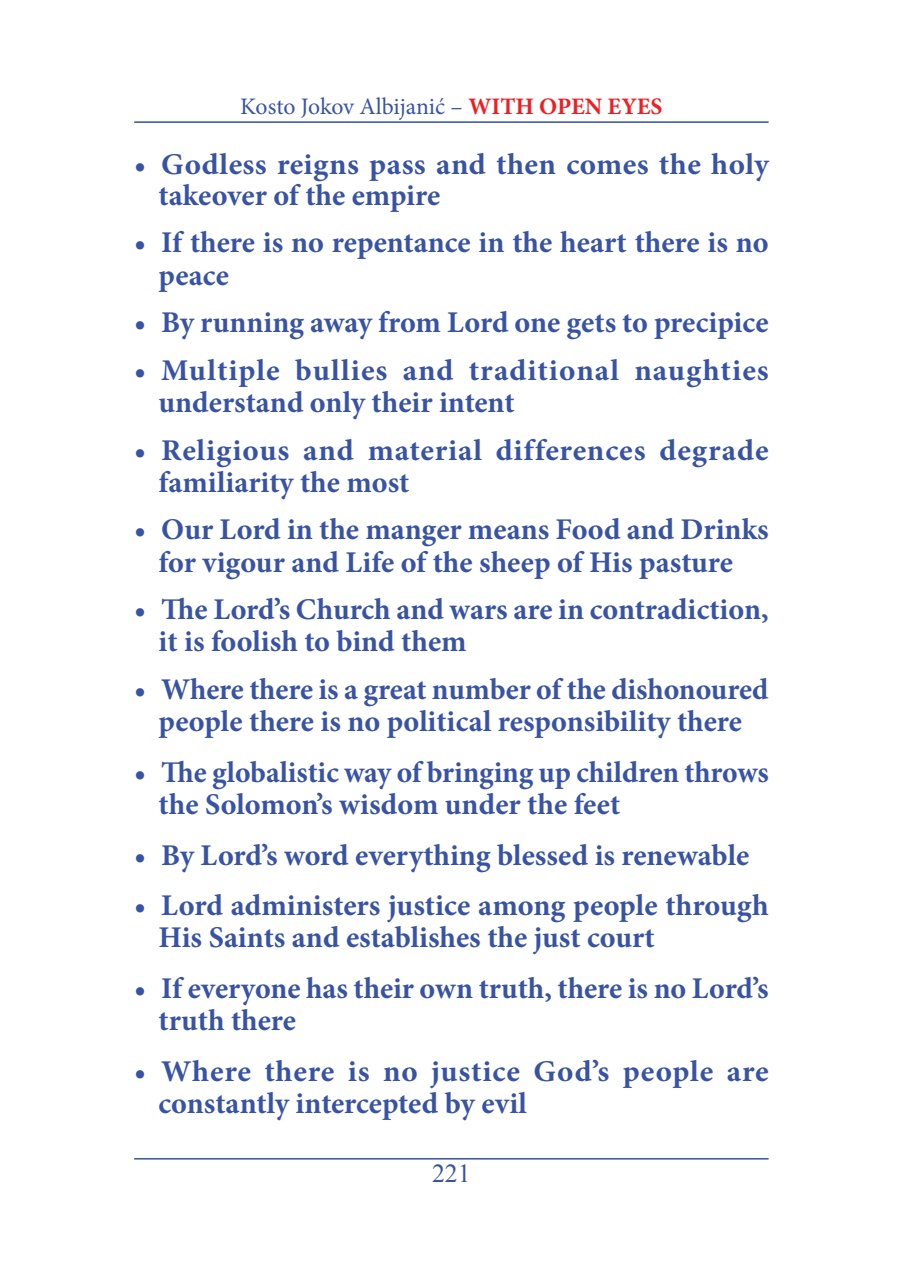 Kosto Jokov Albijanić – WITH OPEN EYES
• Godless reigns pass and then comes the holy
takeover of the empire
• If there is no repentance in the heart there is no
peace
• By running away from Lord one gets to precipice
• Multiple bullies and traditional naughties
understand only their intent
• Religious and material differences degrade
familiarity the most
• Our Lord in the manger means Food and Drinks
for vigour and Life of the sheep of His pasture
• The Lord’s Church and wars are in contradiction,
it is foolish to bind them
• Where there is a great number of the dishonoured
people there is no political responsibility there
• The globalistic way of bringing up children throws
the Solomon’s wisdom under the feet
• By Lord’s word everything blessed is renewable
• Lord administers justice among people through
His Saints and establishes the just court
• If everyone has their own truth, there is no Lord’s
truth there
• Where there is no justice God’s people are
constantly intercepted by evil
221